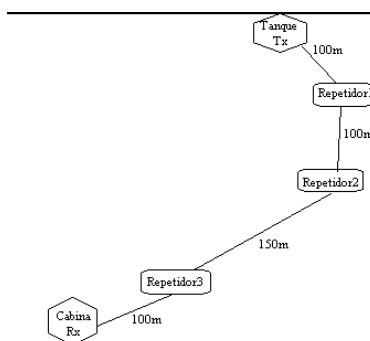 Tanque
Tx
100m
Repetidor1
100m
Repetidor2
150m
Repetidor3
Cabina
Rx
100m